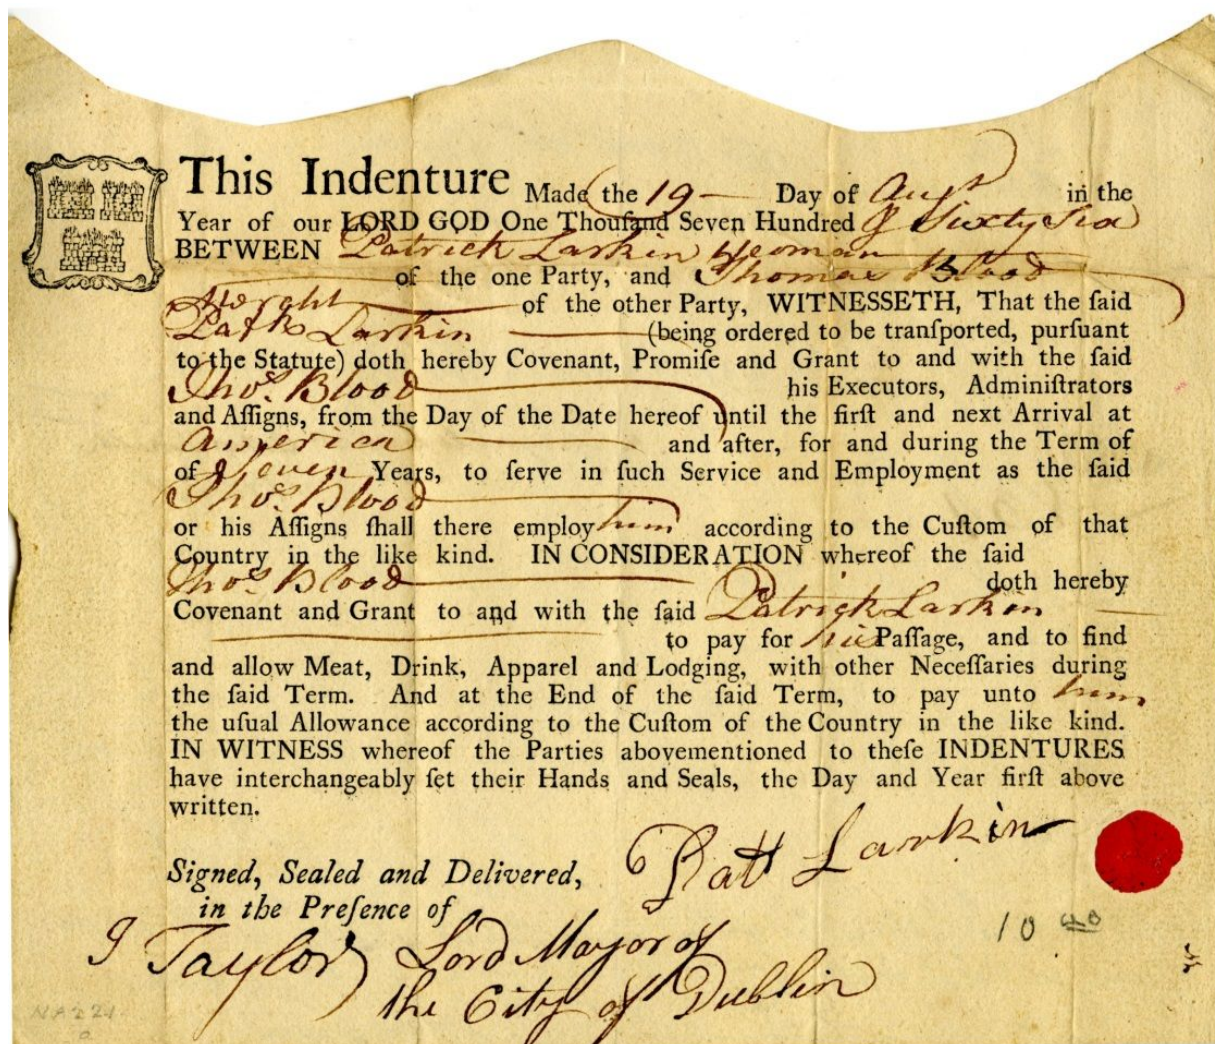 This Indenture Made the 19 Day of Augst in the
Year of our LORD GOD One Thouſand Seven Hundred & Sixty Six
BETWEEN Patrick Larkin Yeoman
of the one Party, and Thomas Blood
of the other Party, WITNESSETH, That the ſaid
Patk Larkin (being ordered to be tranſported, purſuant
to the Statute) doth hereby Covenant, Promiſe and Grant to and with the ſaid
Thos. Blood his Executors, Adminiſtrators
and Aſſigns, from the Day of the Date hereof until the firſt and next Arrival at
America and after, for and during the Term of
of Seven Years, to ſerve in ſuch Service and Employment as the ſaid
Thos. Blood
or his Aſſigns ſhall there employ him according to the Cuſtom of that
Country in the like kind. IN CONSIDERATION whereof the ſaid
Thos. Blood doth hereby
Covenant and Grant to and with the ſaid Patrick Larkin
to pay for his Paſſage, and to find
and allow Meat, Drink, Apparel and Lodging, with other Neceſſaries during
the ſaid Term. And at the End of the ſaid Term, to pay unto him
the uſual Allowance according to the Cuſtom of the Country in the like kind.
IN WITNESS whereof the Parties abovementioned to theſe INDENTURES
have interchangeably ſet their Hands and Seals, the Day and Year firſt above
written.
Patt Larkin
Signed, Sealed and Delivered,
in the Preſence of
J Taylor Lord Mayor of
the City of Dublin
10